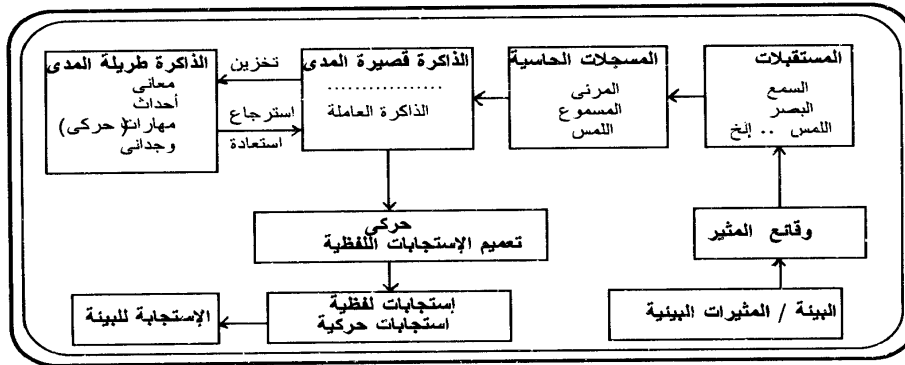 المستقبلات
السمع
البصر
اللمس .. إلخ
المسجلات الحاسية
المرئى
المسموع
اللمس
الذاكرة قصيرة المدى
................
الذاكرة العاملة
تخزين
استرجاع
استعادة
الذاكرة طريلة المدى
معانى
أحداث
مهارات( حركى)
وجدانى
حركى
تعميم الإستجابات اللفظية
وقائع المثير
إستجابات لفظية
استجابات حركية
الإستجابة للبيئة
البيئة / المثيرات البيئية